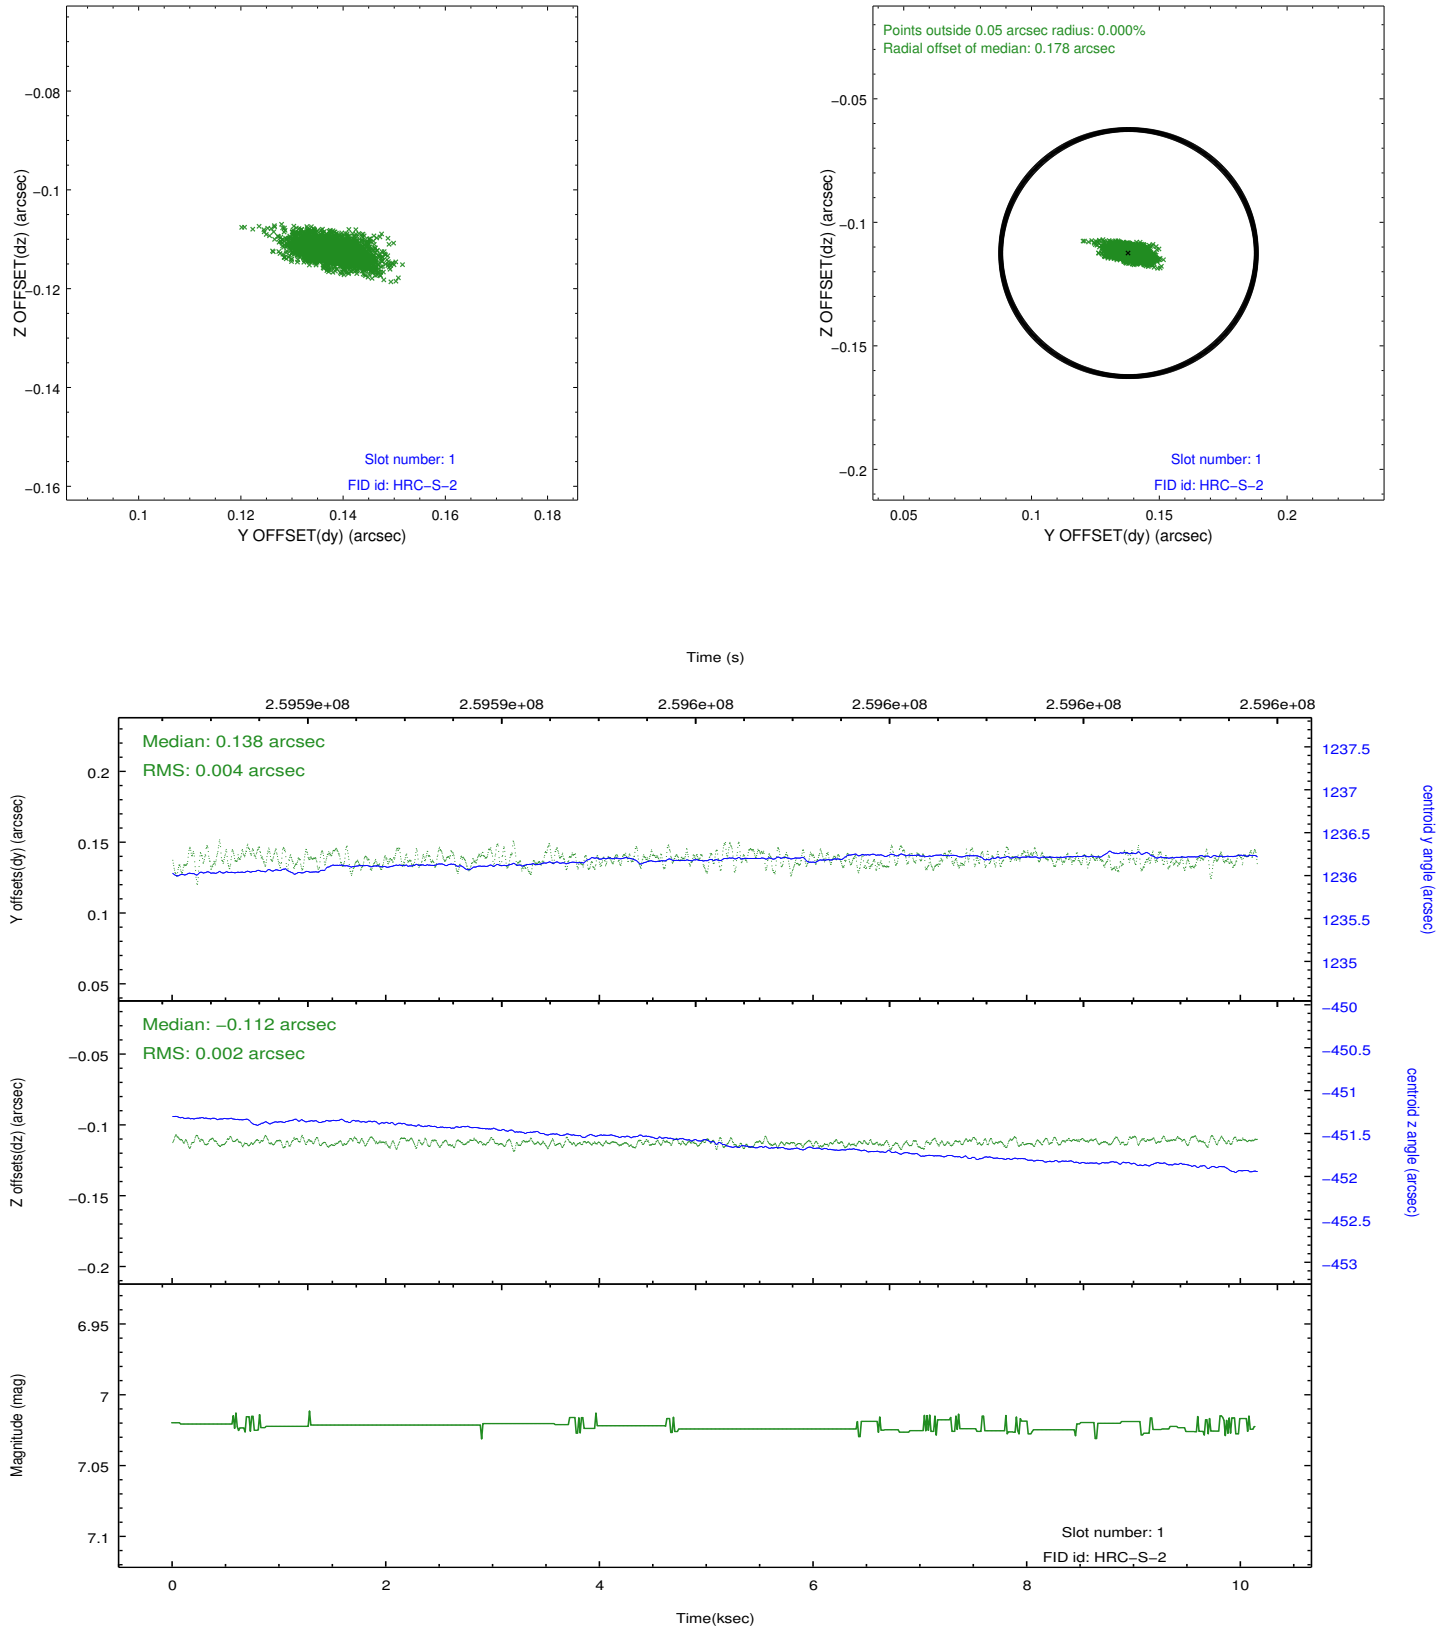 −0.08
−0.1
−0.12
−0.14
−0.16
Z OFFSET(dz) (arcsec)
0.1 0.12 0.14 0.16 0.18
Y OFFSET(dy) (arcsec)
Slot number: 1
FID id: HRC−S−2
Points outside 0.05 arcsec radius: 0.000%
Radial offset of median: 0.178 arcsec
−0.05
−0.1
−0.15
−0.2
Z OFFSET(dz) (arcsec)
0.05 0.1 0.15 0.2
Y OFFSET(dy) (arcsec)
Slot number: 1
FID id: HRC−S−2
Time (s)
2.5959e+08 2.5959e+08 2.596e+08 2.596e+08 2.596e+08 2.596e+08
Median: 0.138 arcsec
RMS: 0.004 arcsec
0.2
0.15
0.1
0.05
Y offsets(dy) (arcsec)
1237.5
1237
1236.5
1236
1235.5
1235
centroid y angle (arcsec)
Median: −0.112 arcsec
RMS: 0.002 arcsec
−0.05
−0.1
−0.15
−0.2
Z offsets(dz) (arcsec)
−450
−450.5
−451
−451.5
−452
−452.5
−453
centroid z angle (arcsec)
6.95
7
7.05
7.1
Magnitude (mag)
Slot number: 1
FID id: HRC−S−2
0 2 4 6 8 10
Time(ksec)